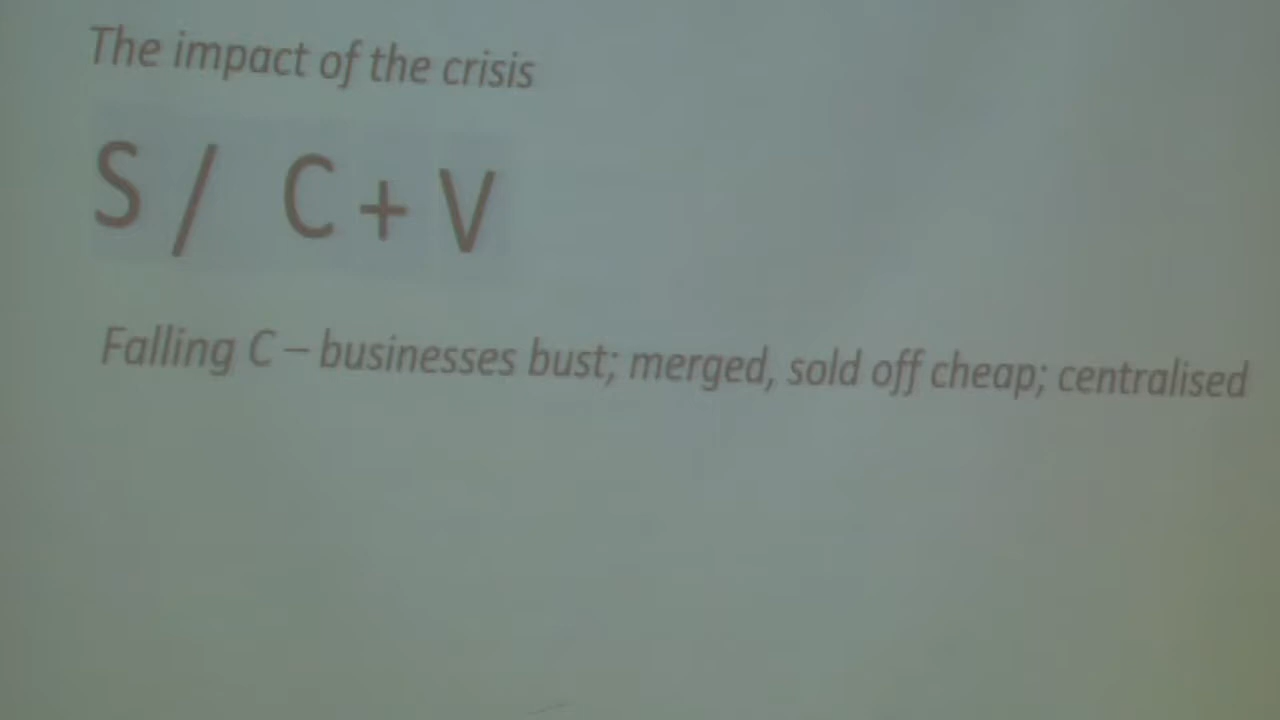 The impact of the crisis
S / C + V
Falling C – businesses bust; merged, sold off cheap; centralised